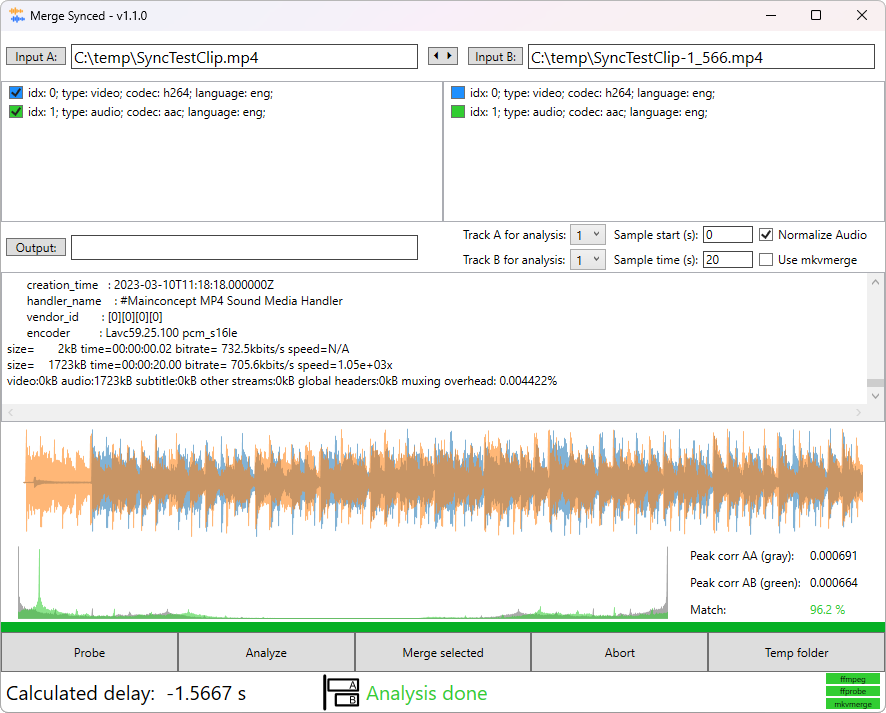 Merge Synced - v1.1.0
Input A:
C:\temp\SyncTestClip.mp4
Input B:
C:\temp\SyncTestClip-1_566.mp4
idx: 0; type: video; codec: h264; language: eng;
idx: 1; type: audio; codec: aac; language: eng;
idx: 0; type: video; codec: h264; language: eng;
idx: 1; type: audio; codec: aac; language: eng;
Output:
Track A for analysis: 1 Sample start (s): 0 Normalize Audio
Track B for analysis: 1 Sample time (s): 20 Use mkvmerge
creation_time : 2023-03-10T11:18:18.000000Z
handler_name : #Mainconcept MP4 Sound Media Handler
vendor_id : [0][0][0][0]
encoder : Lavc59.25.100 pcm_s16le
size= 2kB time=00:00:00.02 bitrate= 732.5kbits/s speed=N/A
size= 1723kB time=00:00:20.00 bitrate= 705.6kbits/s speed=1.05e+03x
video:0kB audio:1723kB subtitle:0kB other streams:0kB global headers:0kB muxing overhead: 0.004422%
Peak corr AA (gray): 0.000691
Peak corr AB (green): 0.000664
Match: 96.2 %
Probe
Analyze
Merge selected
Abort
Temp folder
Calculated delay: -1.5667 s
A
B
Analysis done
ffmpeg
ffprobe
mkvmerge